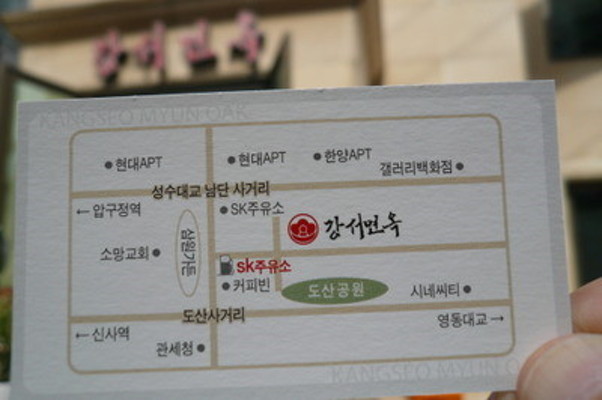 강서면옥
KANGSEO MYUN OAK
현대APT
현대APT
한양APT
갤러리백화점
성수대교 남단 사거리
← 압구정역
SK주유소
강서면옥
삼원가든
소망교회
sk주유소
커피빈
도산공원
시네씨티
도산사거리
영동대교 →
← 신사역
관세청
KANGSEO MYUN O